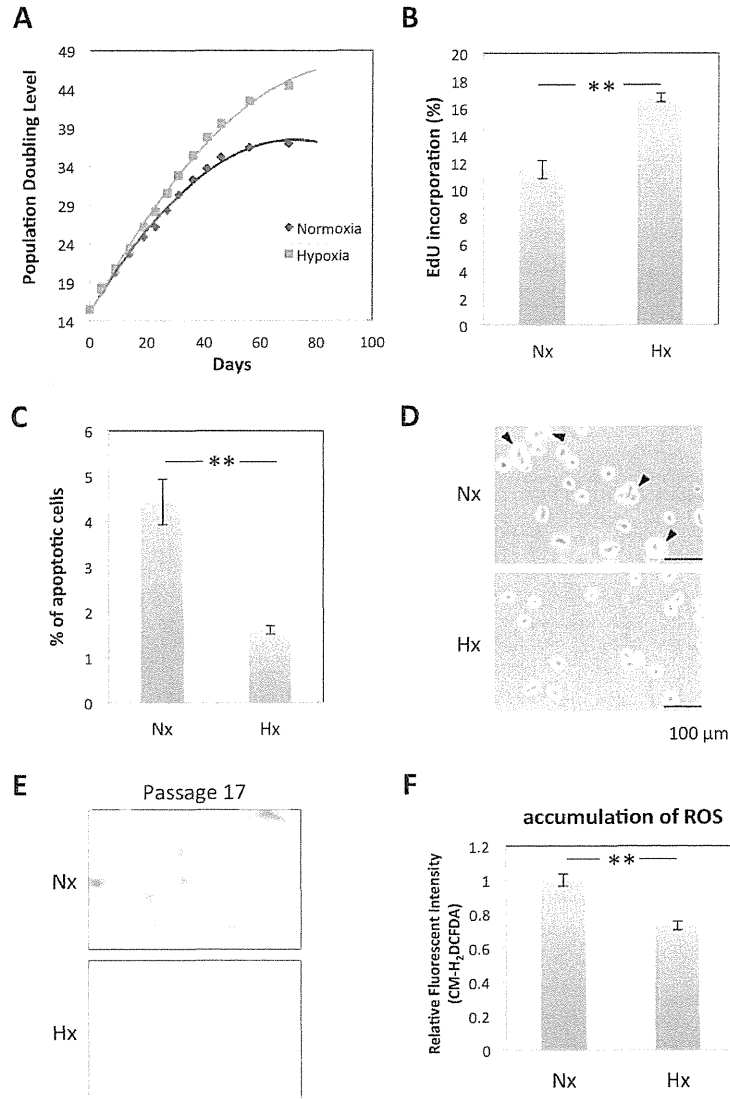 A
Population Doubling Level
49
44
39
34
29
24
19
14
0
20
40
60
80
100
Days
Normoxia
Hypoxia
B
EdU incorporation (%)
20
18
16
14
12
10
8
6
4
2
0
**
Nx
Hx
C
% of apoptotic cells
6
5
4
3
2
1
0
**
Nx
Hx
D
Nx
Hx
100 µm
E
Passage 17
Nx
Hx
F
accumulation of ROS
Relative Fluorescent Intensity
(CM-H₂DCFDA)
1.2
1
0.8
0.6
0.4
0.2
0
**
Nx
Hx